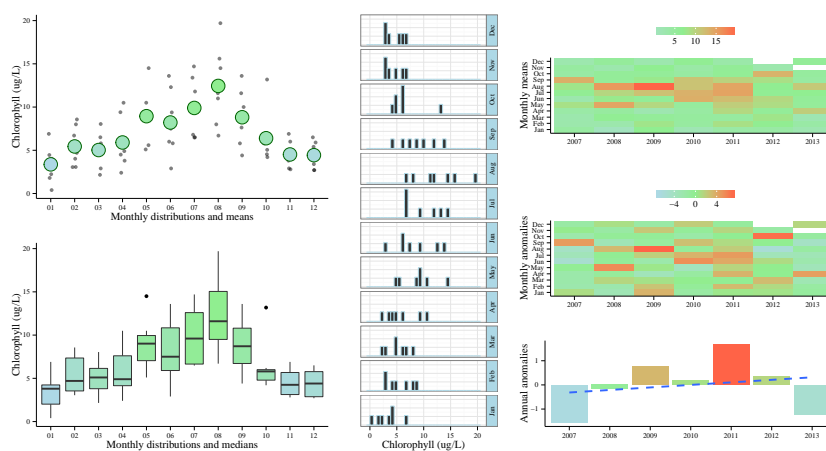 20
15
10
5
0
Chlorophyll (ug/L)
01 02 03 04 05 06 07 08 09 10 11 12
Monthly distributions and means
20
15
10
5
0
Chlorophyll (ug/L)
01 02 03 04 05 06 07 08 09 10 11 12
Monthly distributions and medians
Dec
Nov
Oct
Sep
Aug
Jul
Jun
May
Apr
Mar
Feb
Jan
0 5 10 15 20
Chlorophyll (ug/L)
5 10 15
Monthly means
Dec
Nov
Oct
Sep
Aug
Jul
Jun
May
Apr
Mar
Feb
Jan
2007 2008 2009 2010 2011 2012 2013
−4 0 4
Monthly anomalies
Dec
Nov
Oct
Sep
Aug
Jul
Jun
May
Apr
Mar
Feb
Jan
2007 2008 2009 2010 2011 2012 2013
Annual anomalies
1
0
−1
2007 2008 2009 2010 2011 2012 2013